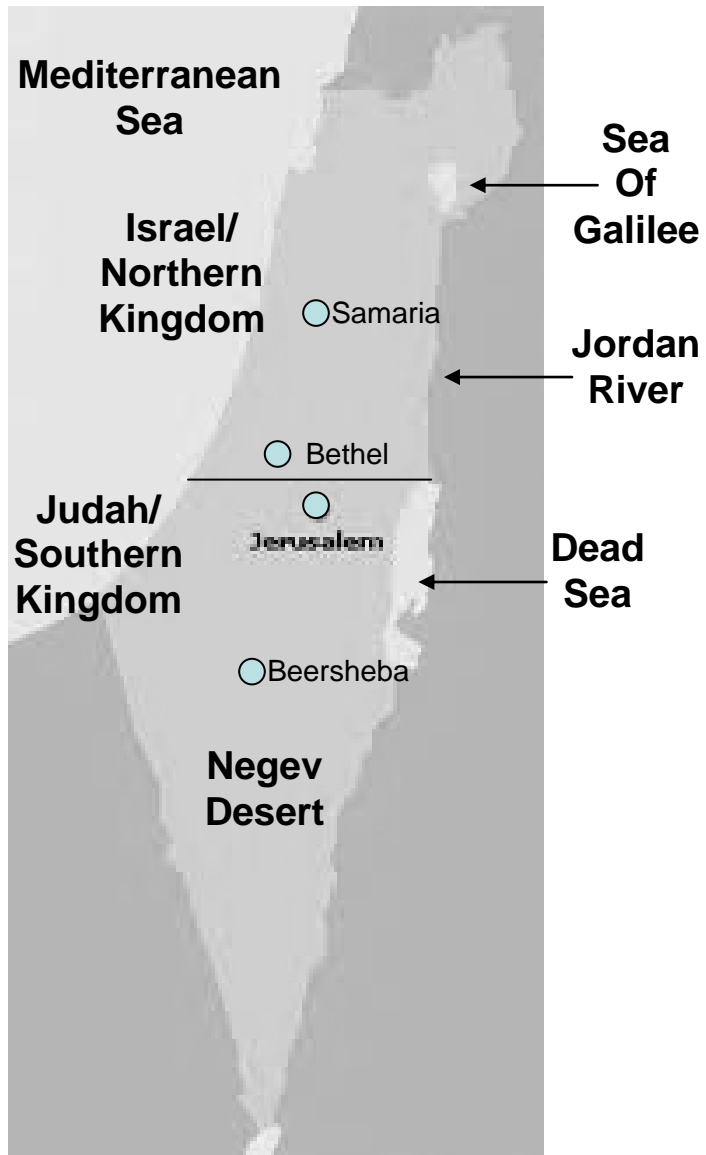 Mediterranean
Sea
Sea
Of
Galilee
Israel/
Northern
Kingdom
Samaria
Jordan
River
Bethel
Judah/
Southern
Kingdom
Jerusalem
Dead
Sea
Beersheba
Negev
Desert